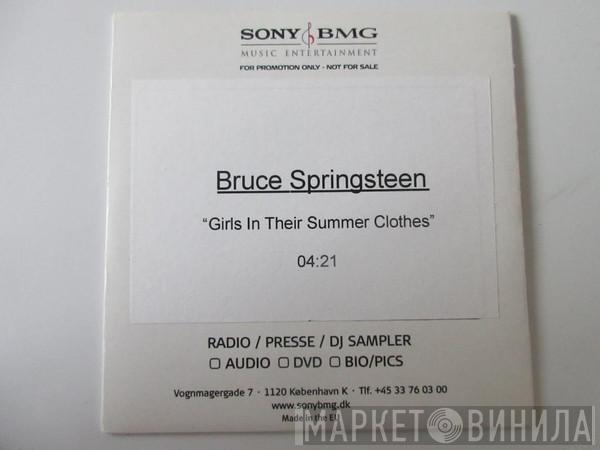 SONY BMG
MUSIC ENTERTAINMENT
FOR PROMOTION ONLY - NOT FOR SALE
Bruce Springsteen
“Girls In Their Summer Clothes”
04:21
RADIO / PRESSE / DJ SAMPLER
▢ AUDIO ▢ DVD ▢ BIO/PICS
Vognmagergade 7 · 1120 København K · Tlf. +45 33 76 03 00
www.sonybmg.dk
Made in the EU
МАРКЕТ ВИНИЛА